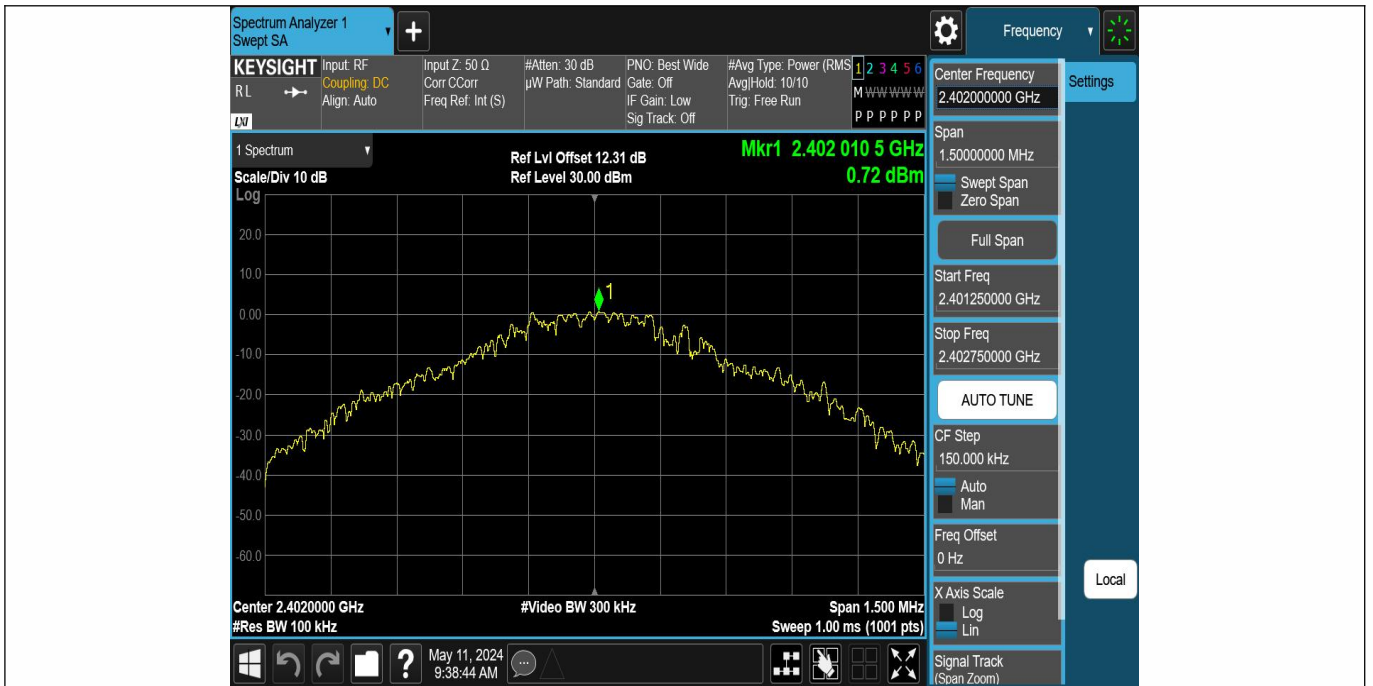 Spectrum Analyzer 1
Swept SA
+
Frequency
KEYSIGHT
RL
LXI
Input: RF
Coupling: DC
Align: Auto
Input Z: 50 Ω
Corr CCorr
Freq Ref: Int (S)
#Atten: 30 dB
µW Path: Standard
PNO: Best Wide
Gate: Off
IF Gain: Low
Sig Track: Off
#Avg Type: Power (RMS
Avg|Hold: 10/10
Trig: Free Run
1 2 3 4 5 6
M W W W W W
P P P P P P
1 Spectrum
Scale/Div 10 dB
Log
Ref Lvl Offset 12.31 dB
Ref Level 30.00 dBm
Mkr1 2.402 010 5 GHz
0.72 dBm
20.0
10.0
0.00
-10.0
-20.0
-30.0
-40.0
-50.0
-60.0
1
Center 2.4020000 GHz
#Res BW 100 kHz
#Video BW 300 kHz
Span 1.500 MHz
Sweep 1.00 ms (1001 pts)
Center Frequency
2.402000000 GHz
Settings
Span
1.50000000 MHz
Swept Span
Zero Span
Full Span
Start Freq
2.401250000 GHz
Stop Freq
2.402750000 GHz
AUTO TUNE
CF Step
150.000 kHz
Auto
Man
Freq Offset
0 Hz
X Axis Scale
Log
Lin
Signal Track
(Span Zoom)
Local
?
May 11, 2024
9:38:44 AM